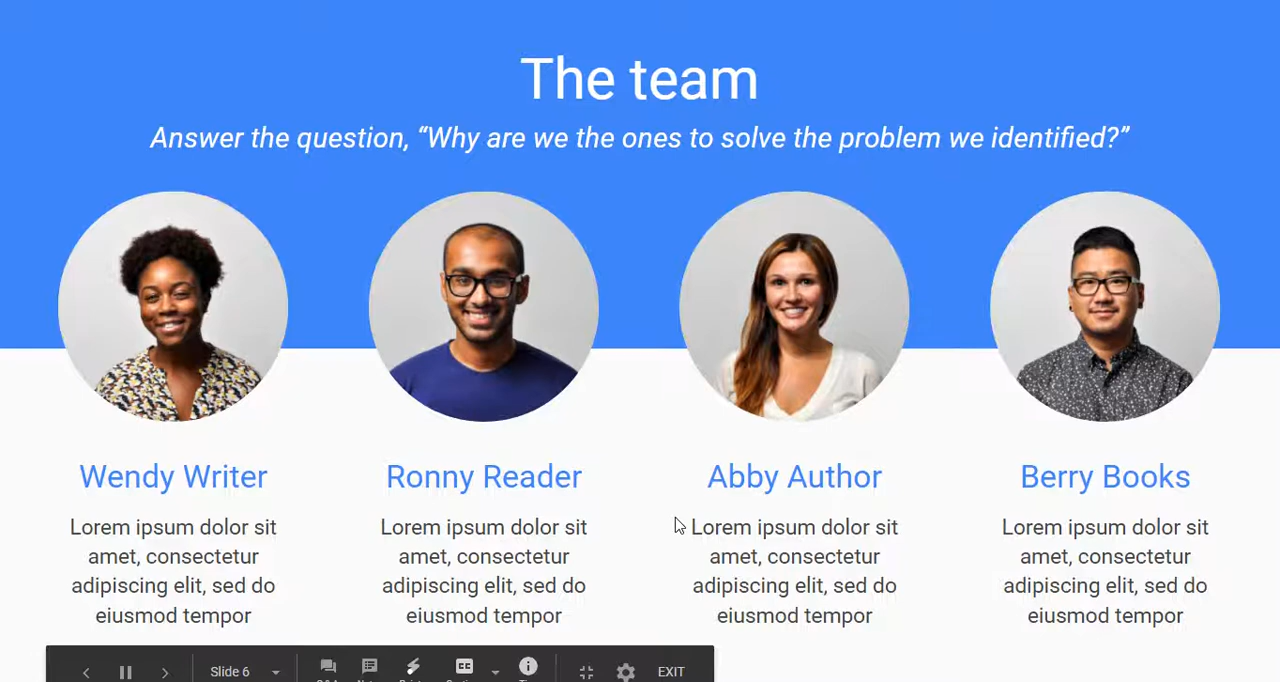 The team
Answer the question, “Why are we the ones to solve the problem we identified?”
Wendy Writer
Lorem ipsum dolor sit
amet, consectetur
adipiscing elit, sed do
eiusmod tempor
Ronny Reader
Lorem ipsum dolor sit
amet, consectetur
adipiscing elit, sed do
eiusmod tempor
Abby Author
Lorem ipsum dolor sit
amet, consectetur
adipiscing elit, sed do
eiusmod tempor
Berry Books
Lorem ipsum dolor sit
amet, consectetur
adipiscing elit, sed do
eiusmod tempor
Slide 6
CC
EXIT